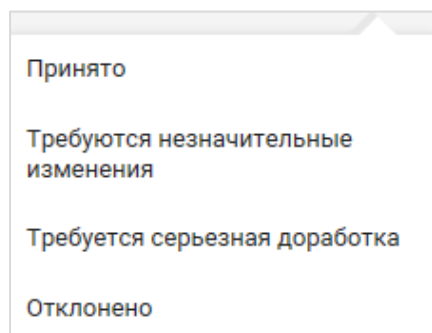 Принято
Требуются незначительные
изменения
Требуется серьезная доработка
Отклонено